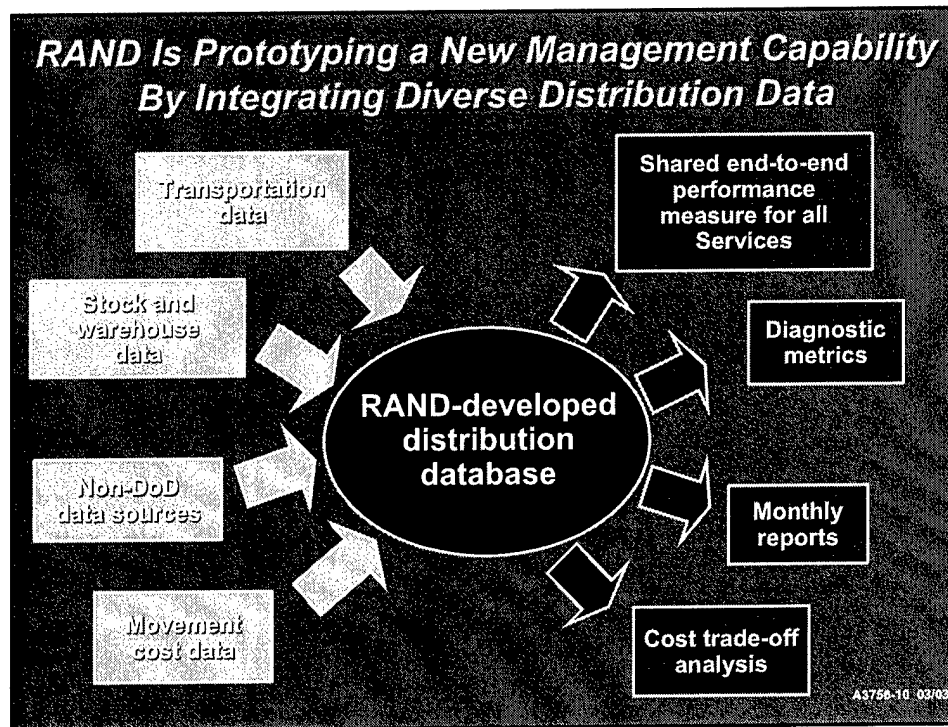 RAND Is Prototyping a New Management Capability
By Integrating Diverse Distribution Data
Transportation
data
Stock and
warehouse
data
Non-DoD
data sources
Movement
cost data
RAND-developed
distribution
database
Shared end-to-end
performance
measure for all
Services
Diagnostic
metrics
Monthly
reports
Cost trade-off
analysis
A3756-10 03/03